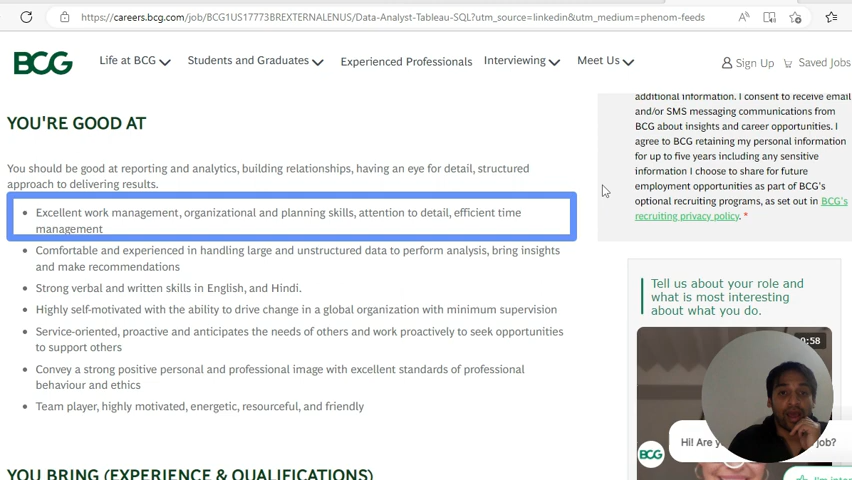 https://careers.bcg.com/job/BCG1US17773BREXTERNALENUS/Data-Analyst-Tableau-SQL?utm_source=linkedin&utm_medium=phenom-feeds
BCG
Life at BCG
Students and Graduates
Experienced Professionals
Interviewing
Meet Us
Sign Up
Saved Jobs
YOU'RE GOOD AT
You should be good at reporting and analytics, building relationships, having an eye for detail, structured
approach to delivering results.
• Excellent work management, organizational and planning skills, attention to detail, efficient time
management
• Comfortable and experienced in handling large and unstructured data to perform analysis, bring insights
and make recommendations
• Strong verbal and written skills in English, and Hindi.
• Highly self-motivated with the ability to drive change in a global organization with minimum supervision
• Service-oriented, proactive and anticipates the needs of others and work proactively to seek opportunities
to support others
• Convey a strong positive personal and professional image with excellent standards of professional
behaviour and ethics
• Team player, highly motivated, energetic, resourceful, and friendly
YOU BRING (EXPERIENCE & QUALIFICATIONS)
additional information. I consent to receive email
and/or SMS messaging communications from
BCG about insights and career opportunities. I
agree to BCG retaining my personal information
for up to five years including any sensitive
information I choose to share for future
employment opportunities as part of BCG's
optional recruiting programs, as set out in BCG's
recruiting privacy policy. *
Tell us about your role and
what is most interesting
about what you do.
:58
Hi! Are job?
BCG
I'm